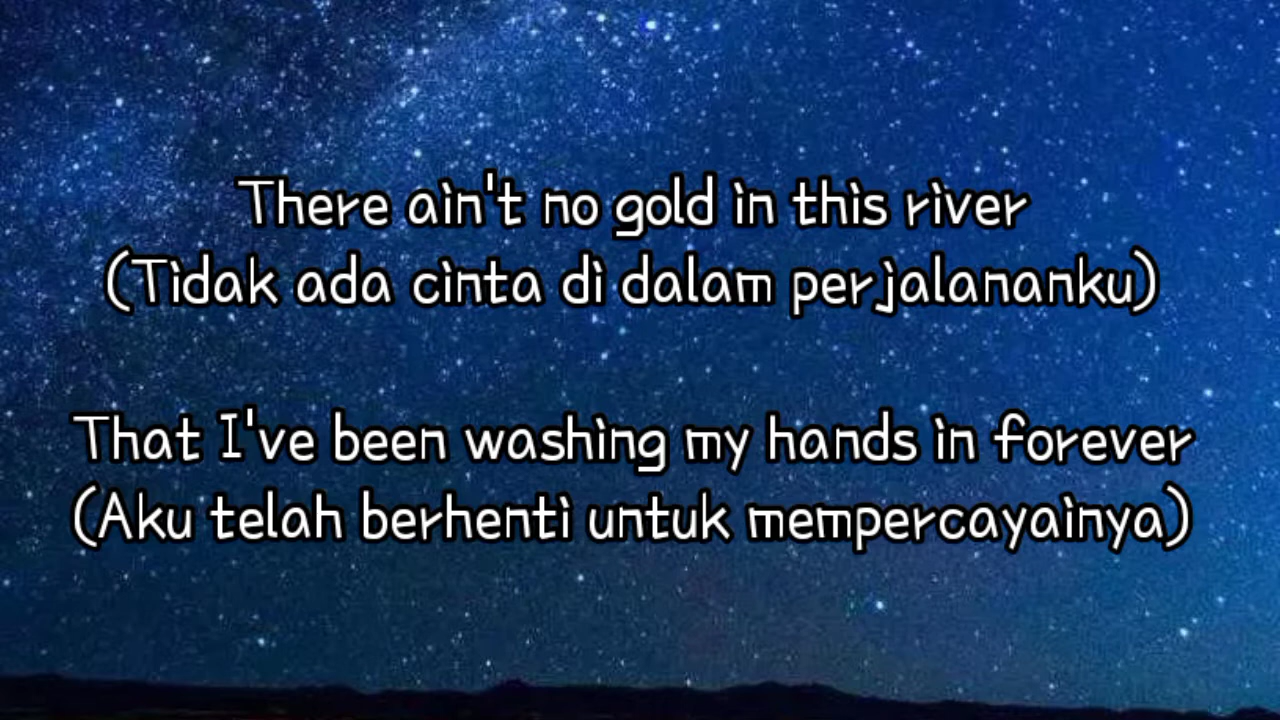 There ain't no gold in this river
(Tidak ada cinta di dalam perjalananku)
That I've been washing my hands in forever
(Aku telah berhenti untuk mempercayainya)